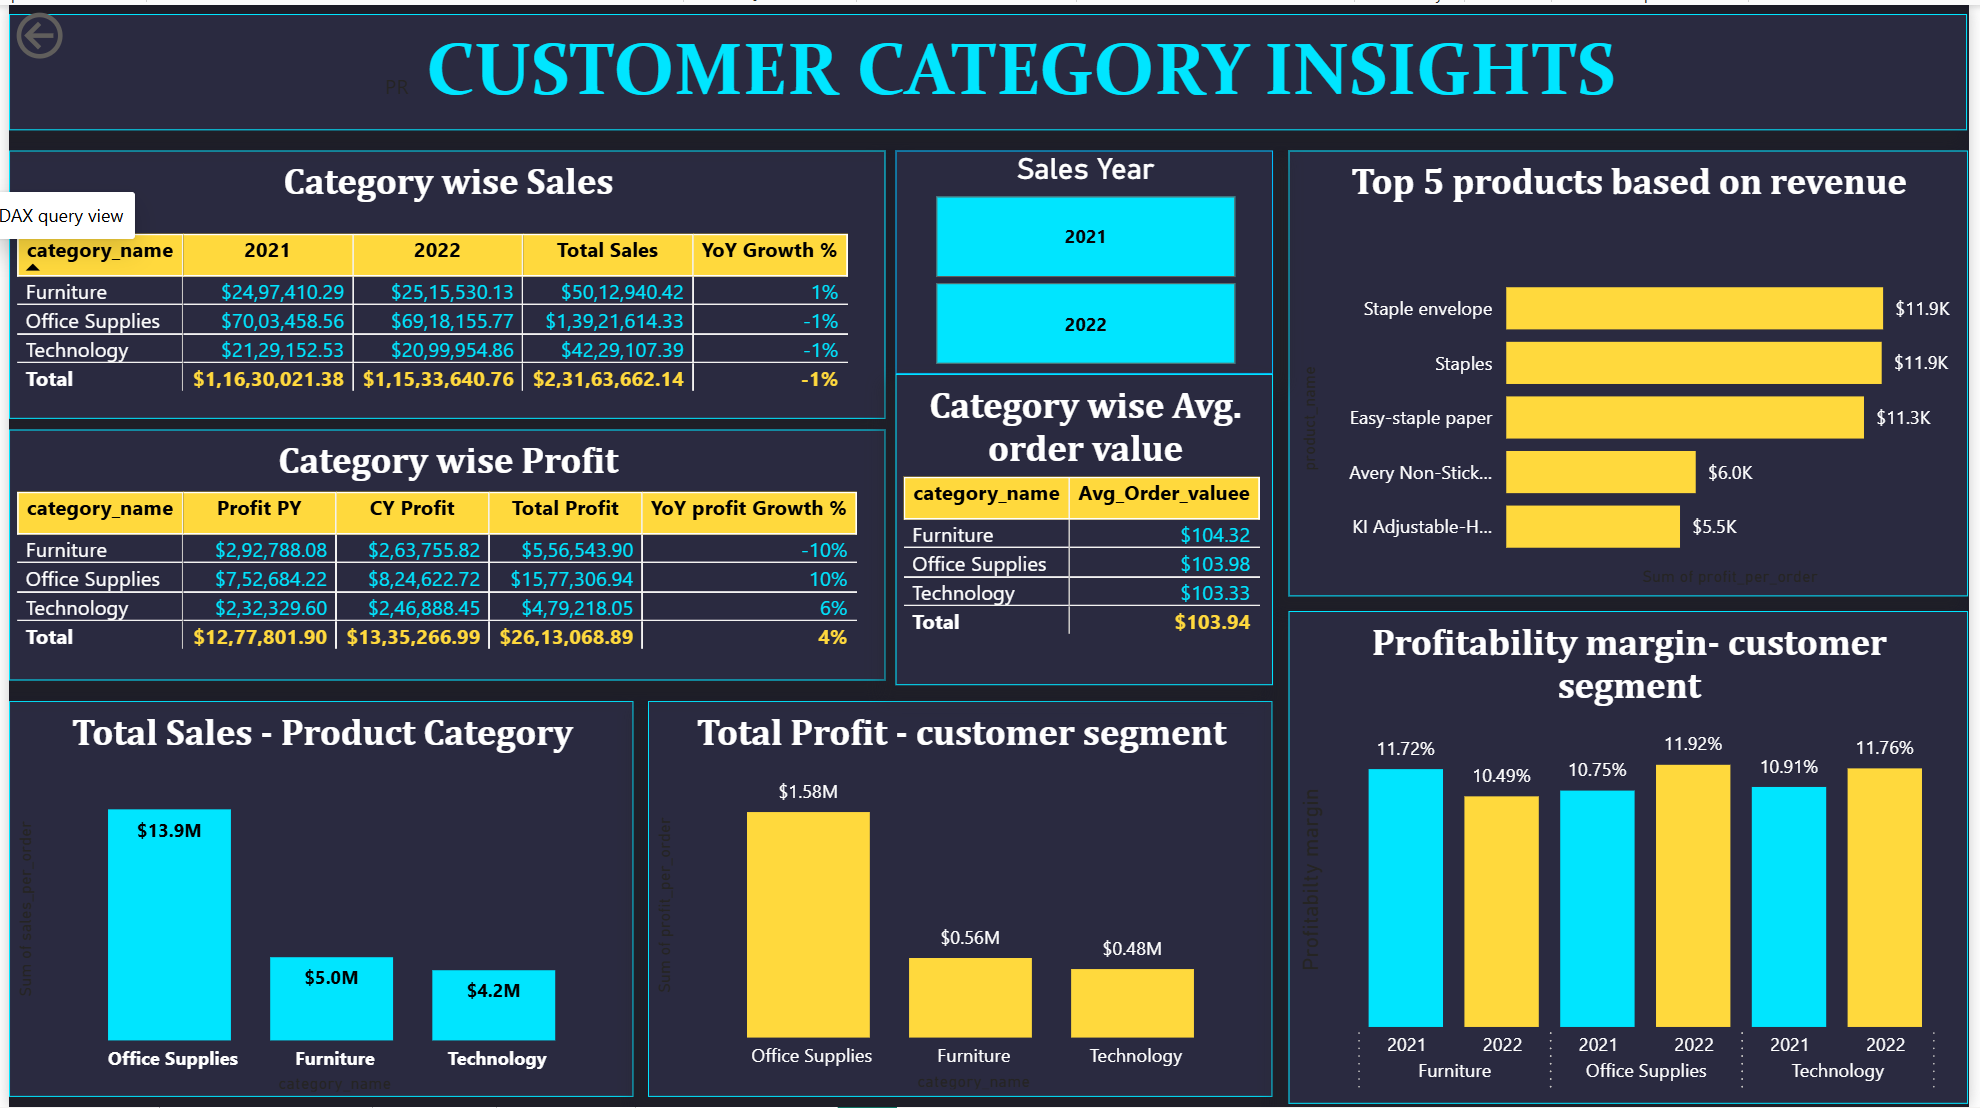 PR CUSTOMER CATEGORY INSIGHTS
Category wise Sales
DAX query view
category_name 2021 2022 Total Sales YoY Growth %
Furniture $24,97,410.29 $25,15,530.13 $50,12,940.42 1%
Office Supplies $70,03,458.56 $69,18,155.77 $1,39,21,614.33 -1%
Technology $21,29,152.53 $20,99,954.86 $42,29,107.39 -1%
Total $1,16,30,021.38 $1,15,33,640.76 $2,31,63,662.14 -1%
Sales Year
2021
2022
Top 5 products based on revenue
product_name
Staple envelope $11.9K
Staples $11.9K
Easy-staple paper $11.3K
Avery Non-Stick... $6.0K
KI Adjustable-H... $5.5K
Sum of profit_per_order
Category wise Profit
category_name Profit PY CY Profit Total Profit YoY profit Growth %
Furniture $2,92,788.08 $2,63,755.82 $5,56,543.90 -10%
Office Supplies $7,52,684.22 $8,24,622.72 $15,77,306.94 10%
Technology $2,32,329.60 $2,46,888.45 $4,79,218.05 6%
Total $12,77,801.90 $13,35,266.99 $26,13,068.89 4%
Category wise Avg.
order value
category_name Avg_Order_valuee
Furniture $104.32
Office Supplies $103.98
Technology $103.33
Total $103.94
Total Sales - Product Category
Sum of sales_per_order
$13.9M
$5.0M
$4.2M
Office Supplies Furniture Technology
category_name
Total Profit - customer segment
Sum of profit_per_order
$1.58M
$0.56M
$0.48M
Office Supplies Furniture Technology
category_name
Profitability margin- customer
segment
Profitabilty margin
11.72% 10.49% 10.75% 11.92% 10.91% 11.76%
2021 2022 2021 2022 2021 2022
Furniture Office Supplies Technology